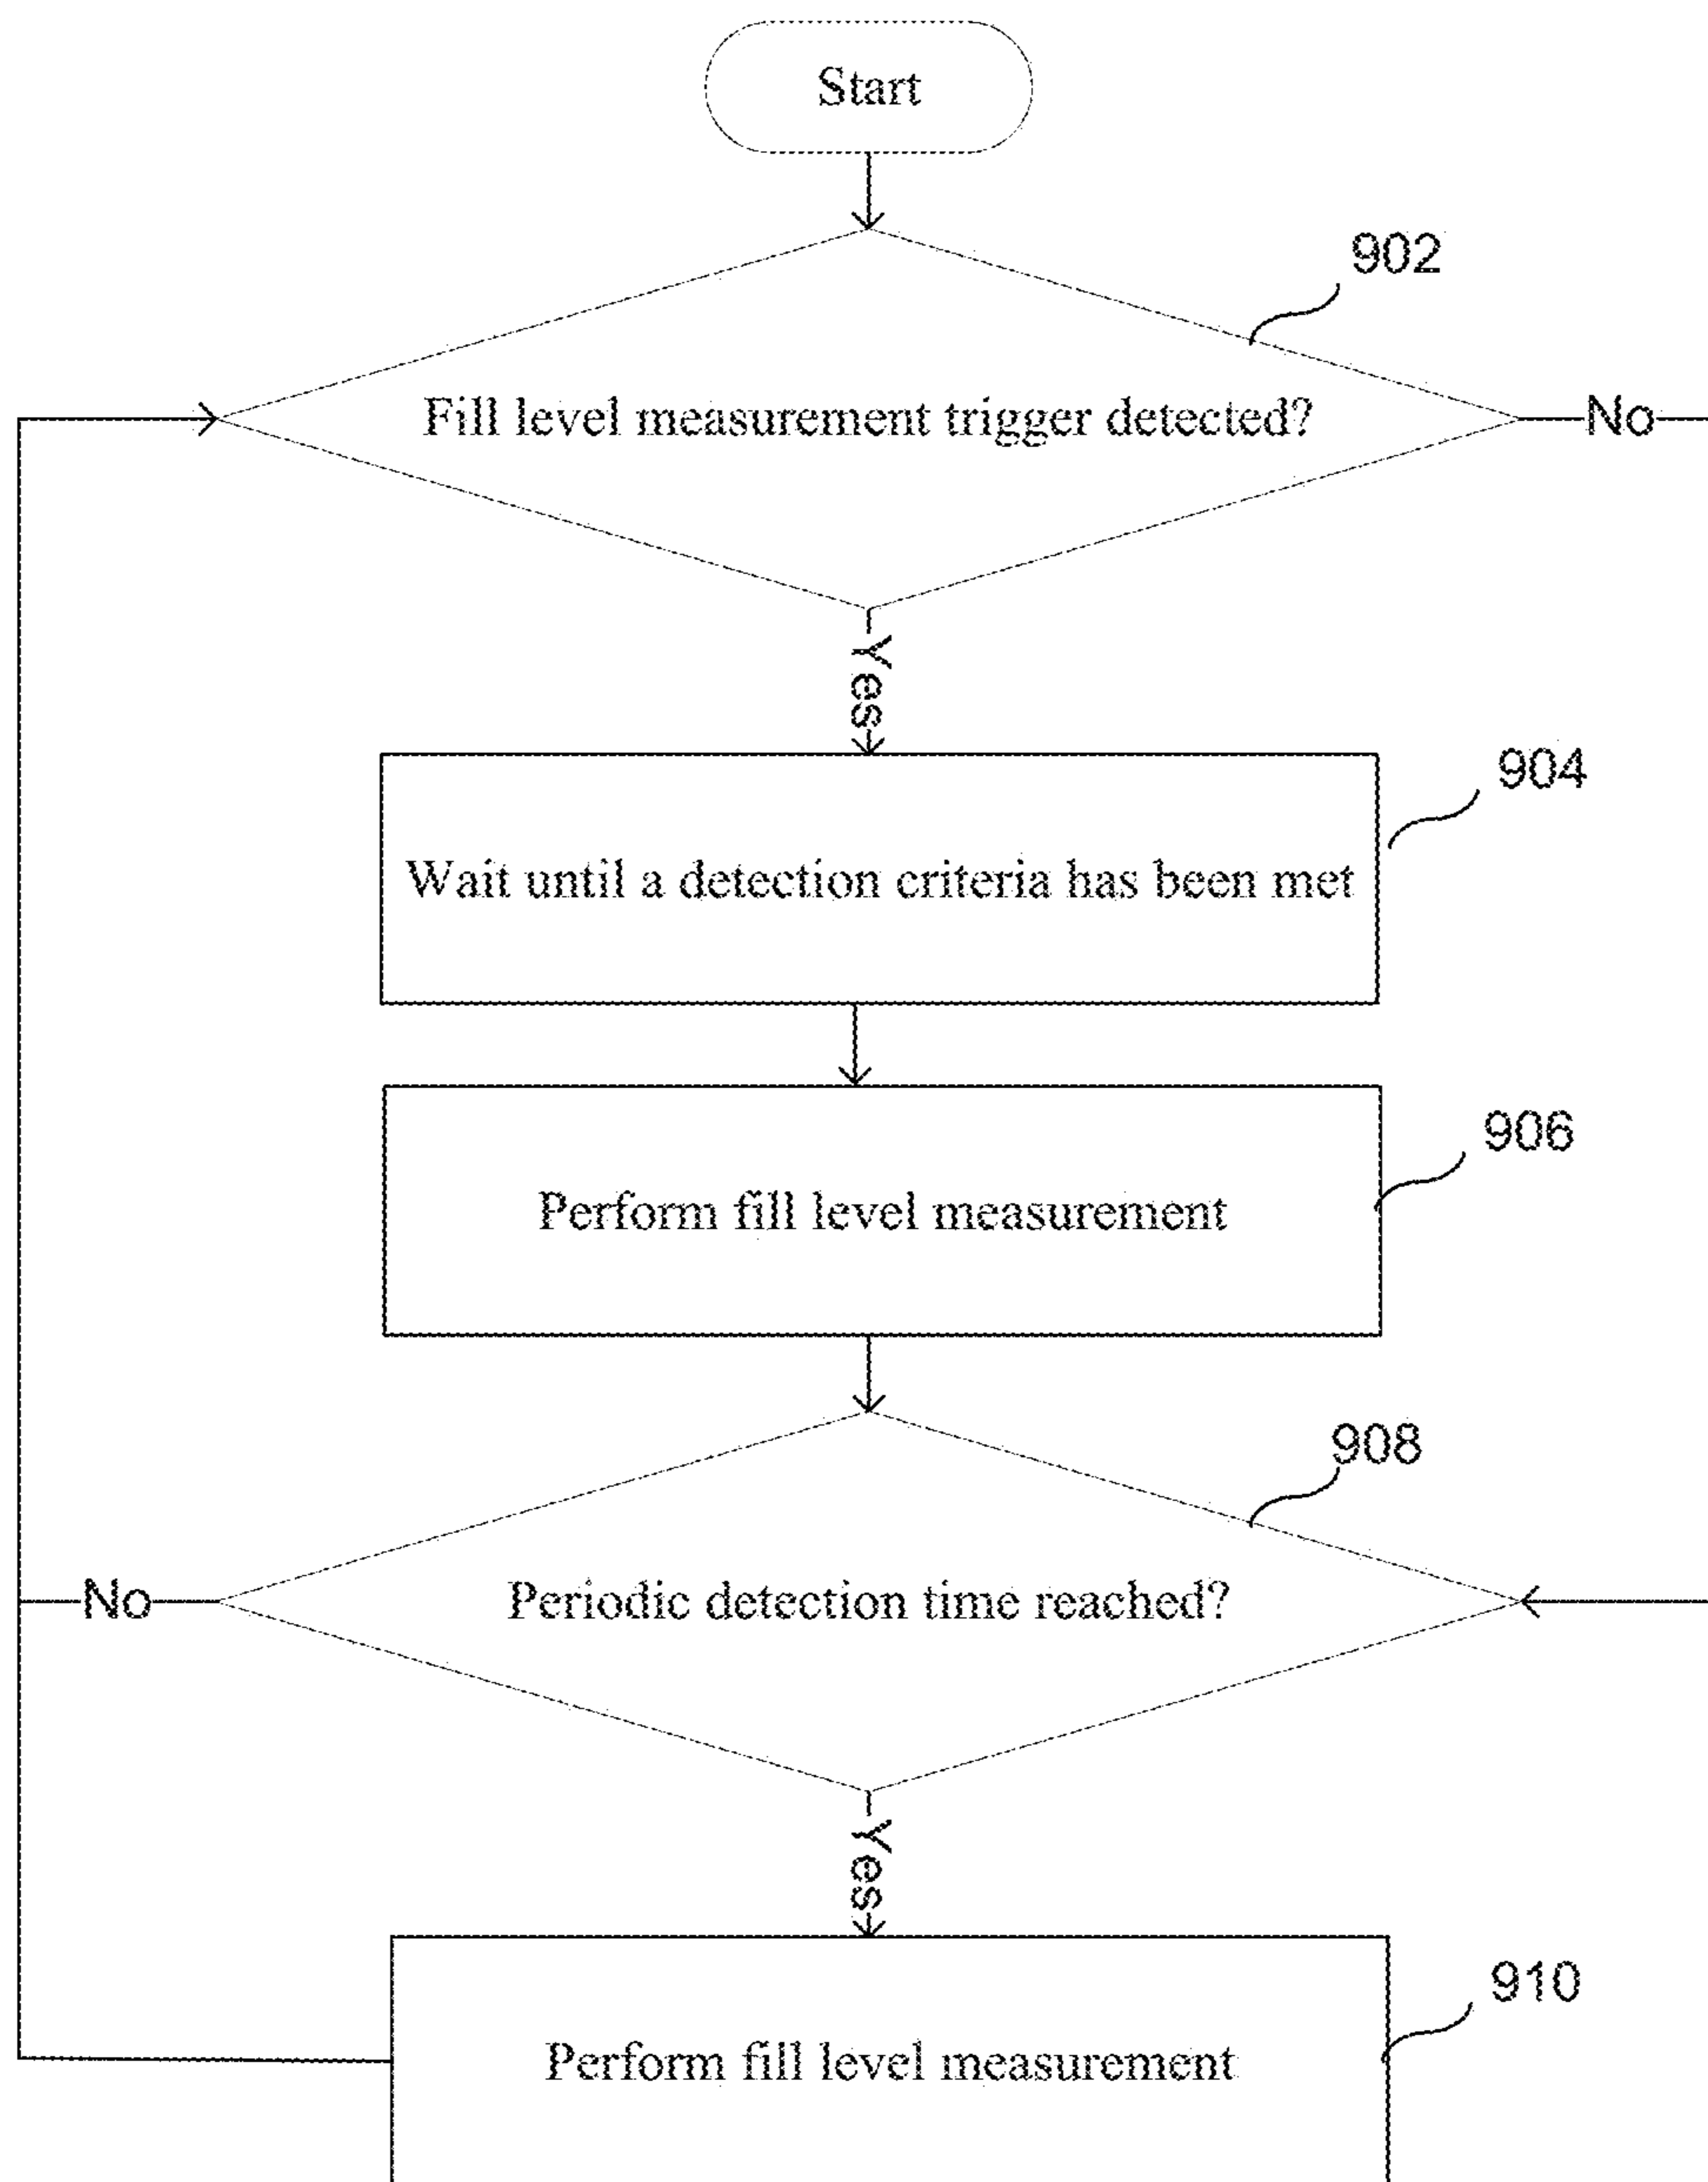 Start
902
Fill level measurement trigger detected?
No
Yes
904
Wait until a detection criteria has been met
906
Perform fill level measurement
908
Periodic detection time reached?
No
Yes
910
Perform fill level measurement